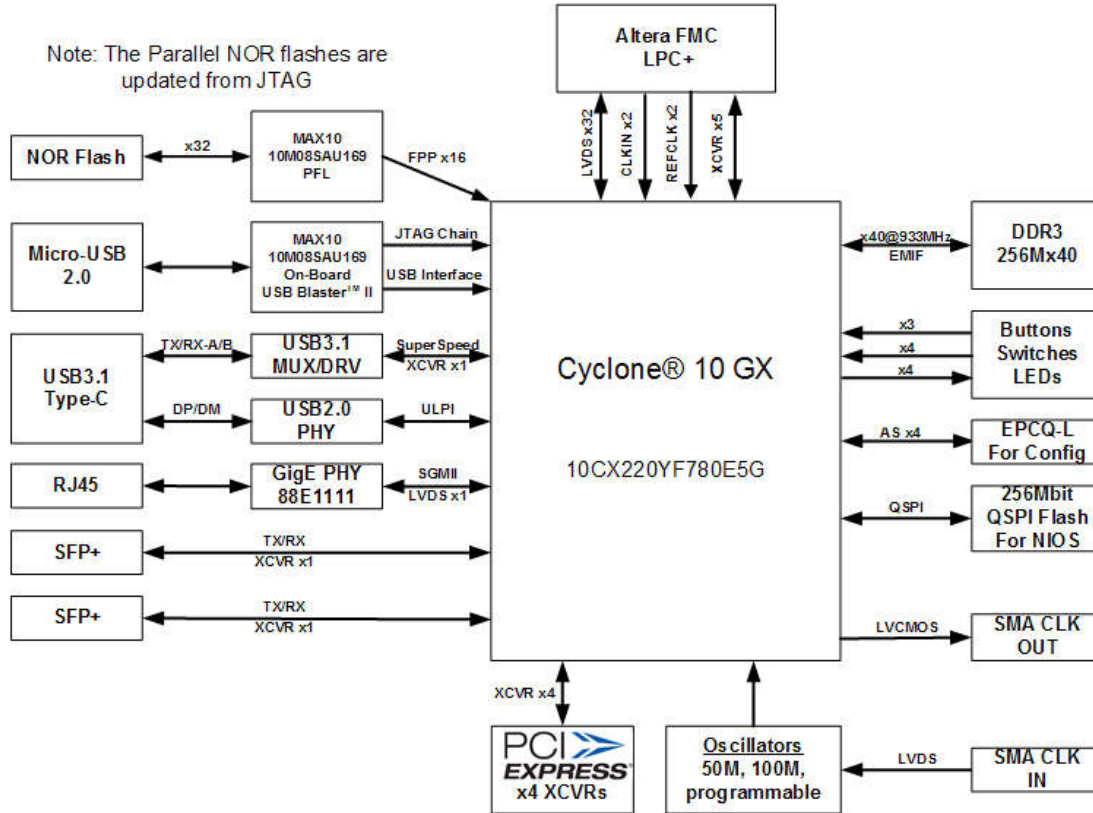 Note: The Parallel NOR flashes are
updated from JTAG
Altera FMC
LPC+
LVDS x32
CLKIN x2
REFCLK x2
XCVR x5
NOR Flash
x32
MAX10
10M08SAU169
PFL
FPP x16
Micro-USB
2.0
MAX10
10M08SAU169
On-Board
USB Blaster™ II
JTAG Chain
USB Interface
USB3.1
Type-C
TX/RX-A/B
USB3.1
MUX/DRV
SuperSpeed
XCVR x1
DP/DM
USB2.0
PHY
ULPI
RJ45
GigE PHY
88E1111
SGMII
LVDS x1
SFP+
TX/RX
XCVR x1
SFP+
TX/RX
XCVR x1
Cyclone® 10 GX
10CX220YF780E5G
x40@933MHz
EMIF
DDR3
256Mx40
x3
x4
x4
Buttons
Switches
LEDs
AS x4
EPCQ-L
For Config
QSPI
256Mbit
QSPI Flash
For NIOS
LVCMOS
SMA CLK
OUT
XCVR x4
PCI
EXPRESS®
x4 XCVRs
Oscillators
50M, 100M,
programmable
LVDS
SMA CLK
IN